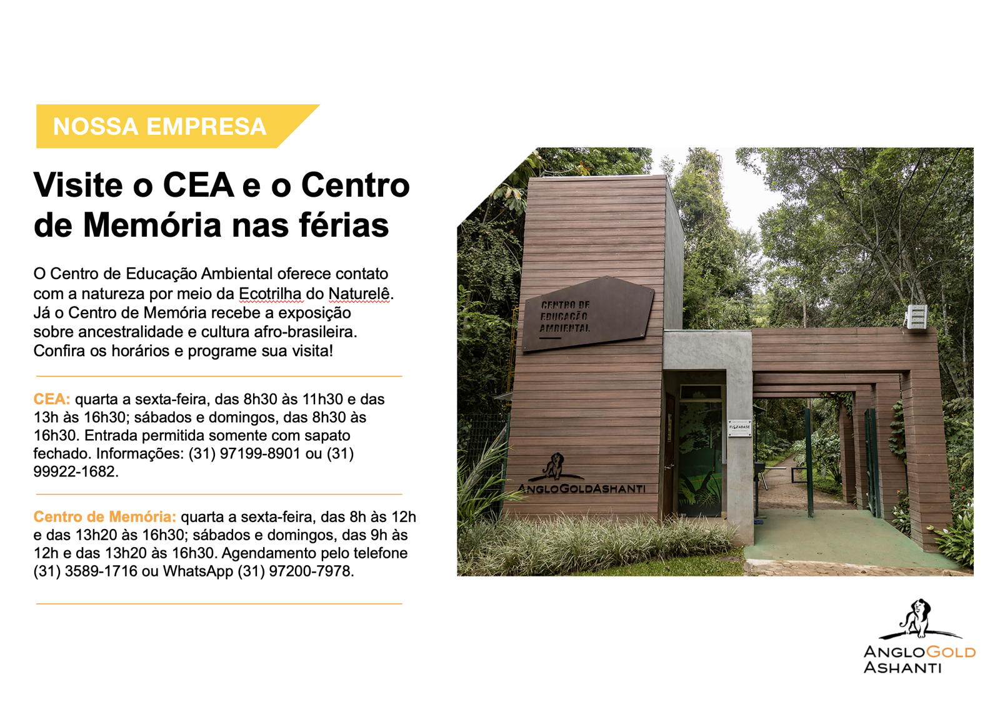 NOSSA EMPRESA
Visite o CEA e o Centro
de Memória nas férias
O Centro de Educação Ambiental oferece contato
com a natureza por meio da Ecotrilha do Naturelê.
Já o Centro de Memória recebe a exposição
sobre ancestralidade e cultura afro-brasileira.
Confira os horários e programe sua visita!
CEA: quarta a sexta-feira, das 8h30 às 11h30 e das
13h às 16h30; sábados e domingos, das 8h30 às
16h30. Entrada permitida somente com sapato
fechado. Informações: (31) 97199-8901 ou (31)
99922-1682.
Centro de Memória: quarta a sexta-feira, das 8h às 12h
e das 13h20 às 16h30; sábados e domingos, das 9h às
12h e das 13h20 às 16h30. Agendamento pelo telefone
(31) 3589-1716 ou WhatsApp (31) 97200-7978.
CENTRO DE
EDUCAÇÃO
AMBIENTAL
ANGLOGOLDASHANTI
ANGLOGOLD
ASHANTI